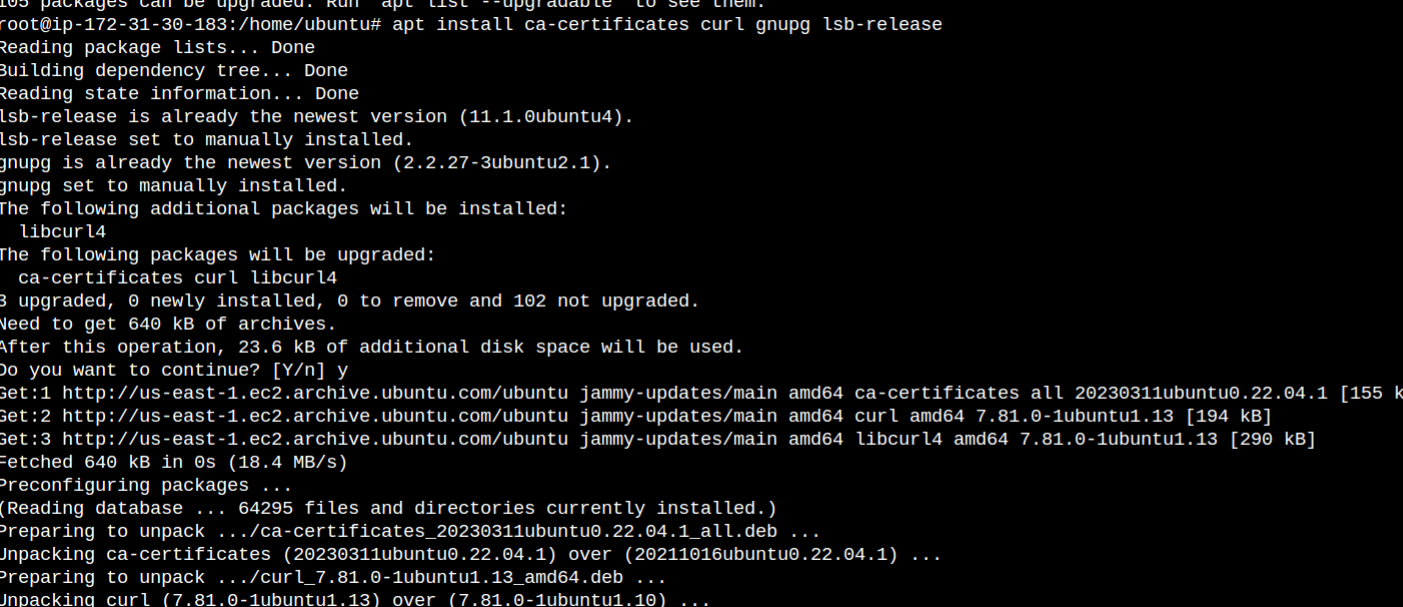 105 packages can be upgraded. Run 'apt list --upgradable' to see them.
root@ip-172-31-30-183:/home/ubuntu# apt install ca-certificates curl gnupg lsb-release
Reading package lists... Done
Building dependency tree... Done
Reading state information... Done
lsb-release is already the newest version (11.1.0ubuntu4).
lsb-release set to manually installed.
gnupg is already the newest version (2.2.27-3ubuntu2.1).
gnupg set to manually installed.
The following additional packages will be installed:
  libcurl4
The following packages will be upgraded:
  ca-certificates curl libcurl4
3 upgraded, 0 newly installed, 0 to remove and 102 not upgraded.
Need to get 640 kB of archives.
After this operation, 23.6 kB of additional disk space will be used.
Do you want to continue? [Y/n] y
Get:1 http://us-east-1.ec2.archive.ubuntu.com/ubuntu jammy-updates/main amd64 ca-certificates all 20230311ubuntu0.22.04.1 [155 k
Get:2 http://us-east-1.ec2.archive.ubuntu.com/ubuntu jammy-updates/main amd64 curl amd64 7.81.0-1ubuntu1.13 [194 kB]
Get:3 http://us-east-1.ec2.archive.ubuntu.com/ubuntu jammy-updates/main amd64 libcurl4 amd64 7.81.0-1ubuntu1.13 [290 kB]
Fetched 640 kB in 0s (18.4 MB/s)
Preconfiguring packages ...
(Reading database ... 64295 files and directories currently installed.)
Preparing to unpack .../ca-certificates_20230311ubuntu0.22.04.1_all.deb ...
Unpacking ca-certificates (20230311ubuntu0.22.04.1) over (20211016ubuntu0.22.04.1) ...
Preparing to unpack .../curl_7.81.0-1ubuntu1.13_amd64.deb ...
Unpacking curl (7.81.0-1ubuntu1.13) over (7.81.0-1ubuntu1.10) ...